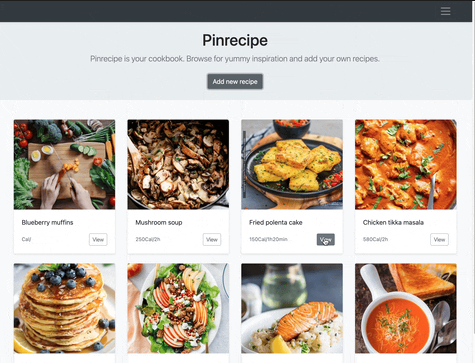 Pinrecipe
Pinrecipe is your cookbook. Browse for yummy inspiration and add your own recipes.
Add new recipe
Blueberry muffins
Cal/
View
Mushroom soup
250Cal/2h
View
Fried polenta cake
150Cal/1h20min
Chicken tikka masala
580Cal/2h
View